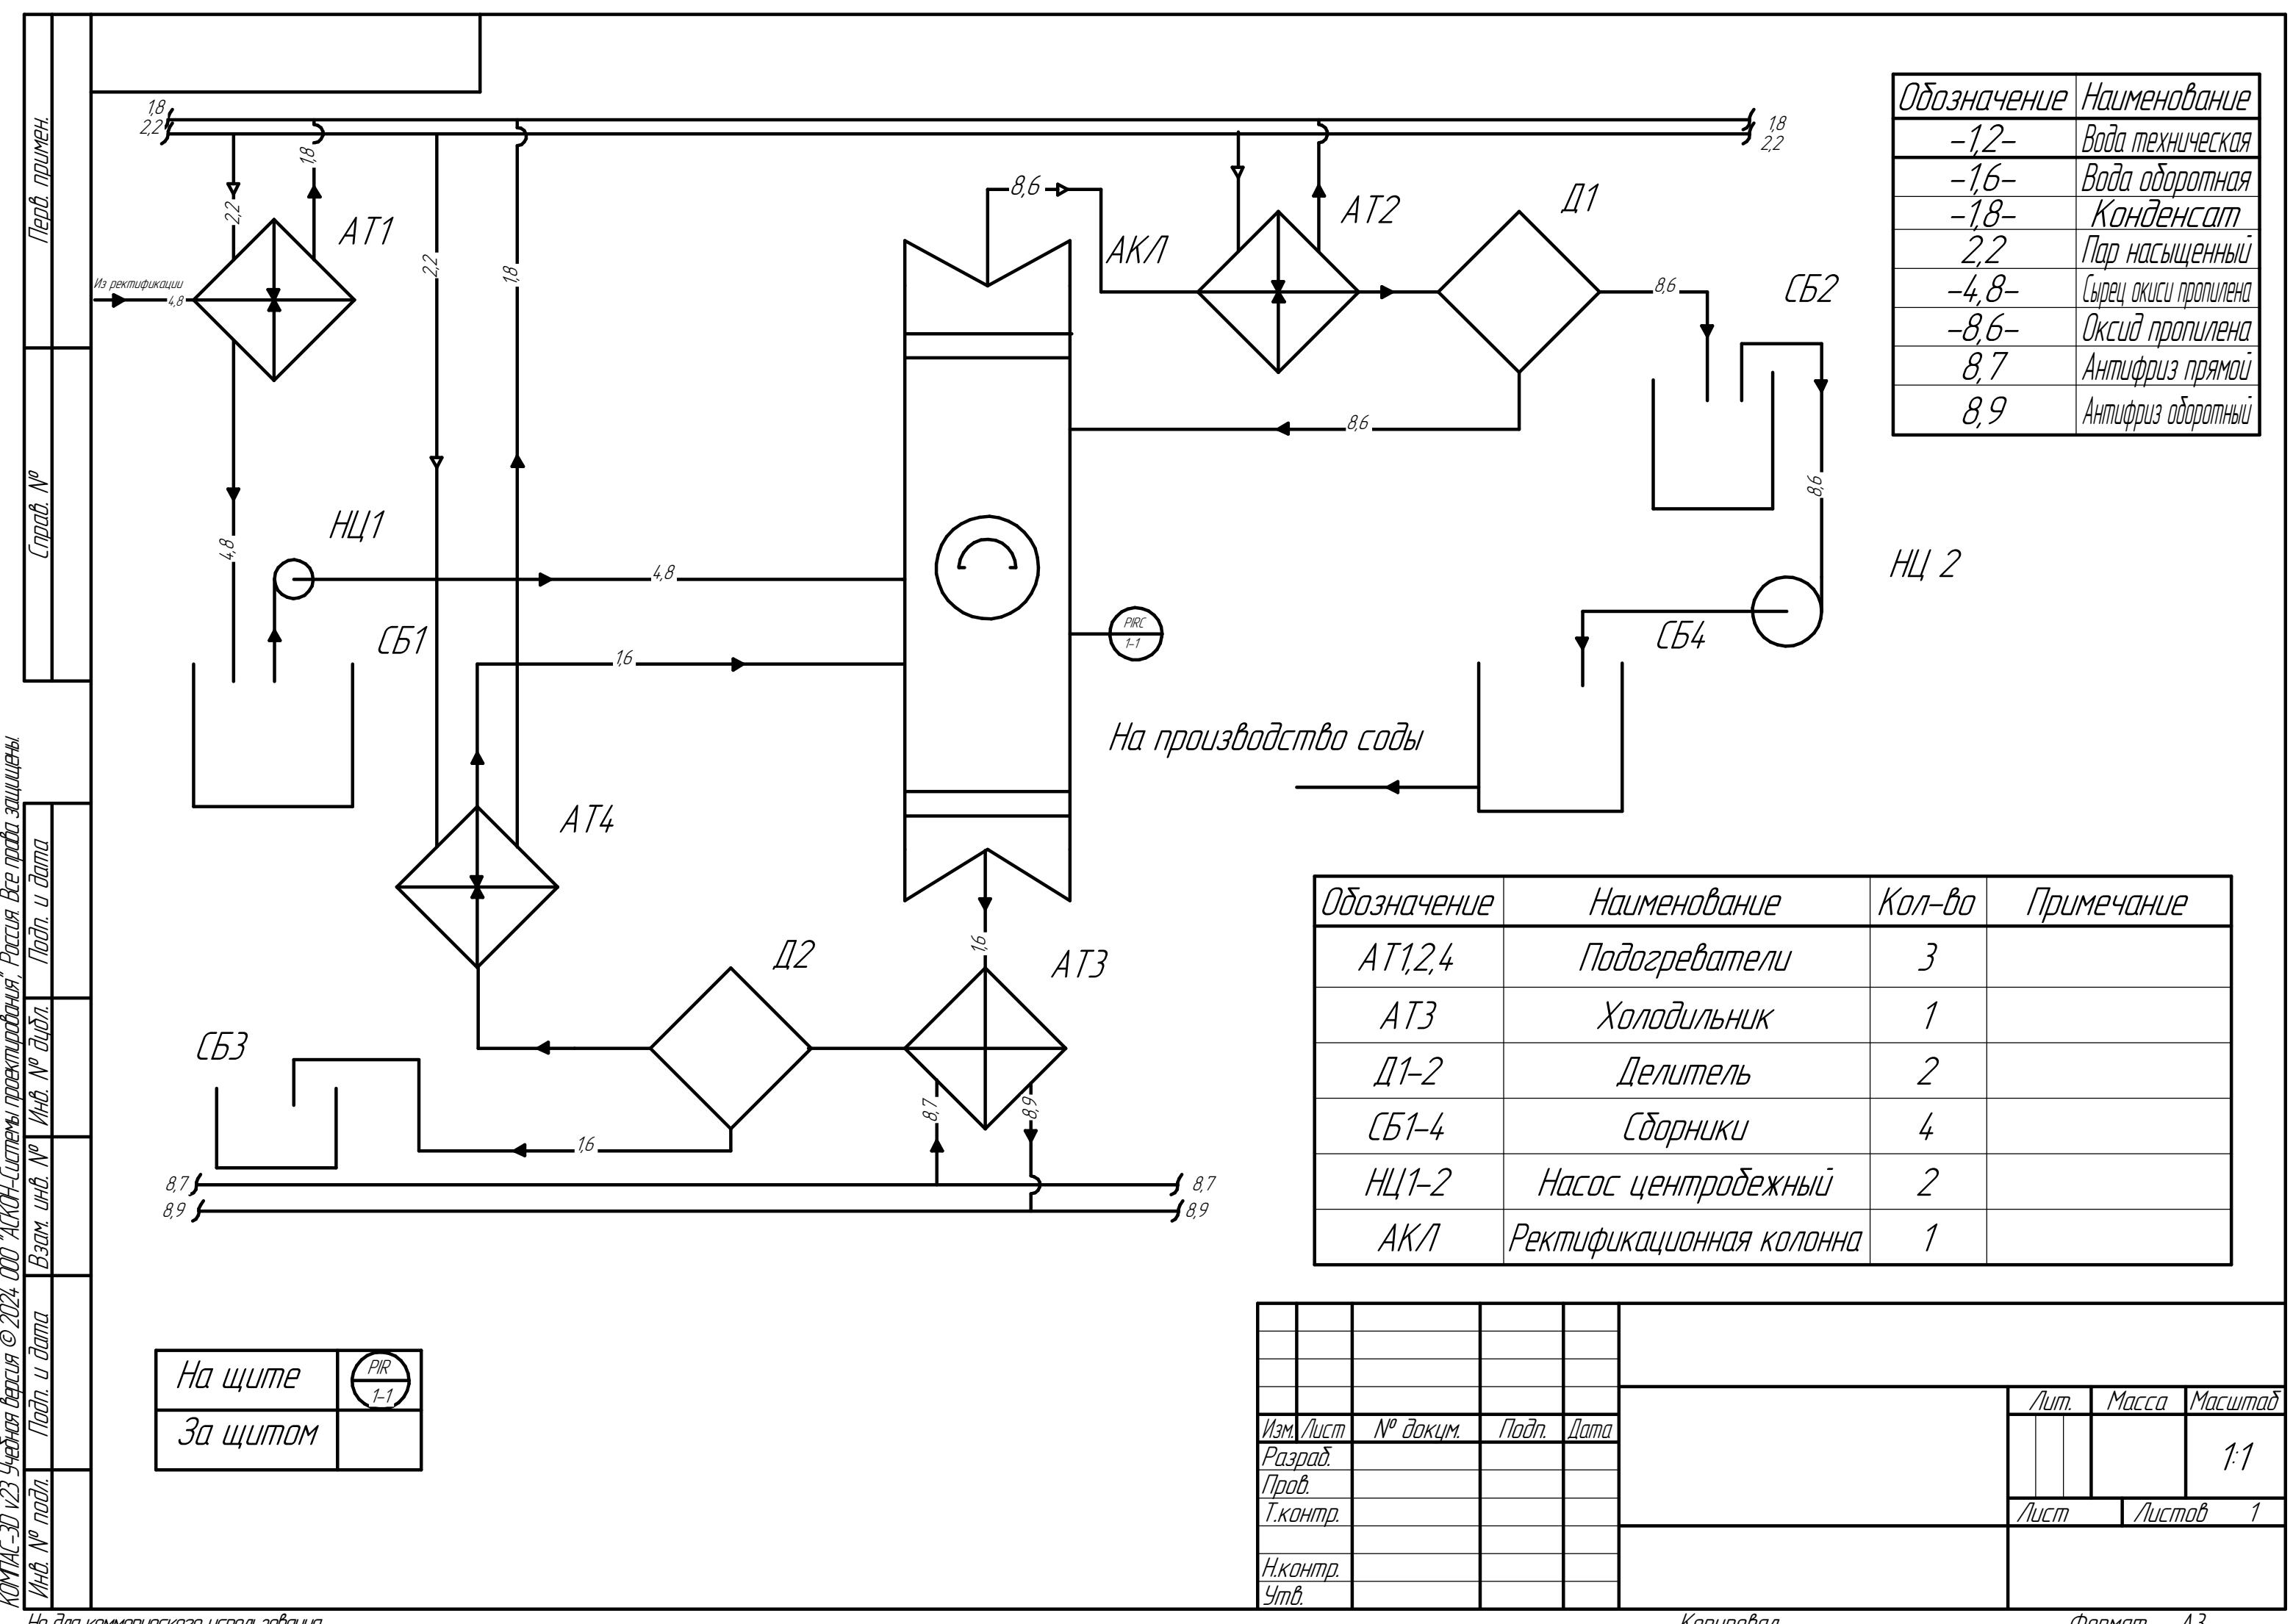 1,8
2,2
1,8
2,2
2,2
1,8
АТ1
Из ректификации
4,8
2,2
1,8
4,8
НЦ1
4,8
СБ1
1,6
АТ4
8,6
АКЛ
АТ2
Д1
8,6
СБ2
8,6
8,6
НЦ 2
PIRC
1-1
СБ4
На производство соды
1,6
АТ3
Д2
СБ3
1,6
8,7
8,9
8,7
8,9
8,7
8,9
Обозначение Наименование
-1,2- Вода техническая
-1,6- Вода оборотная
-1,8- Конденсат
2,2 Пар насыщенный
-4,8- Сырец окиси пропилена
-8,6- Оксид пропилена
8,7 Антифриз прямой
8,9 Антифриз оборотный
Обозначение Наименование Кол-во Примечание
АТ1,2,4 Подогреватели 3
АТ3 Холодильник 1
Д1-2 Делитель 2
СБ1-4 Сборники 4
НЦ1-2 Насос центробежный 2
АКЛ Ректификационная колонна 1
На щите PIR
1-1
За щитом
Изм. Лист № докум. Подп. Дата
Разраб.
Пров.
Т.контр.
Н.контр.
Утв.
Лит. Масса Масштаб
1:1
Лист Листов 1
Копировал Формат А3
Перв. примен.
Справ. №
Подп. и дата
Инв. № дубл.
Взам. инв. №
Подп. и дата
Инв. № подл.
КОМПАС-3D v23 Учебная версия © 2024 ООО "АСКОН-Системы проектирования", Россия. Все права защищены.
Не для коммерческого использования